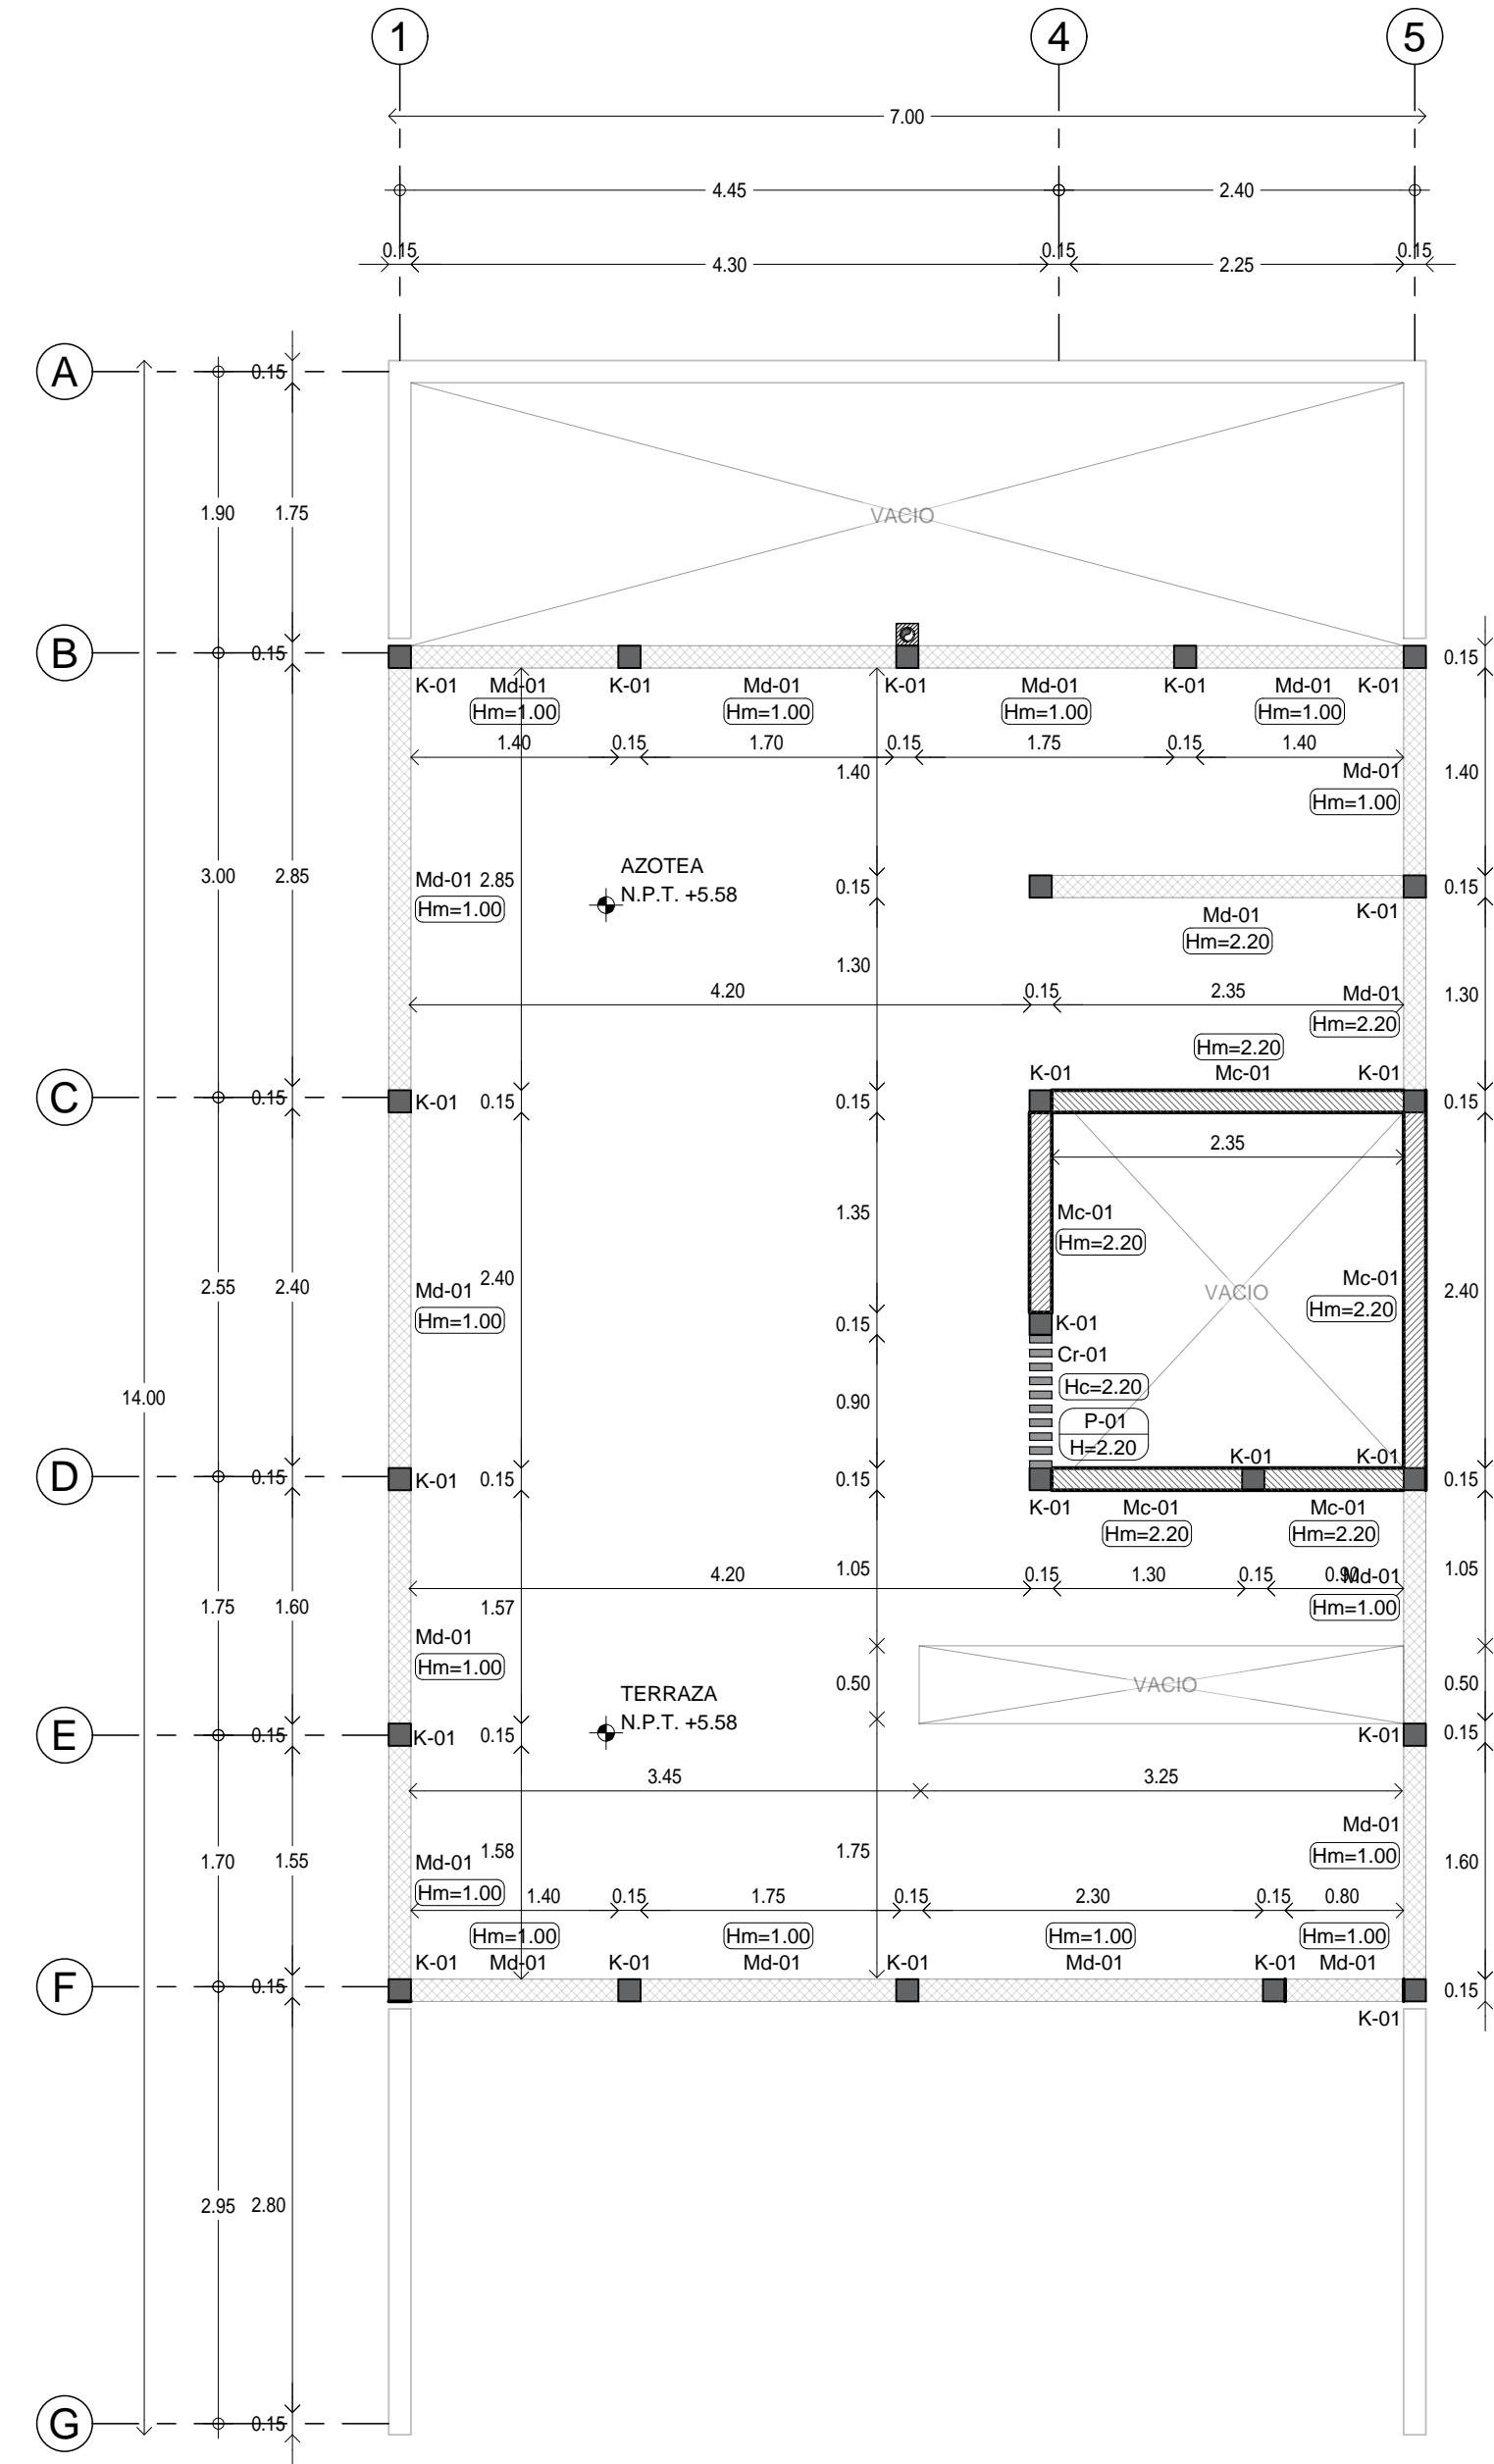 1
4
5
7.00
4.45
2.40
0.15
0.15
0.15
4.30
2.25
A
0.15
1.90
1.75
VACIO
B
0.15
0.15
K-01
Md-01
K-01
Md-01
K-01
Md-01
K-01
Md-01
K-01
Hm=1.00
Hm=1.00
Hm=1.00
Hm=1.00
1.40
0.15
1.70
0.15
1.75
0.15
1.40
1.40
Md-01
1.40
Hm=1.00
3.00
2.85
Md-01
2.85
Hm=1.00
AZOTEA
N.P.T. +5.58
0.15
0.15
Md-01
K-01
Hm=2.20
1.30
4.20
0.15
2.35
Md-01
1.30
Hm=2.20
Hm=2.20
K-01
Mc-01
K-01
C
0.15
K-01
0.15
0.15
0.15
2.35
1.35
Mc-01
Hm=2.20
2.55
2.40
Md-01
2.40
Hm=1.00
VACIO
Mc-01
Hm=2.20
2.40
0.15
K-01
Cr-01
Hc=2.20
14.00
0.90
P-01
H=2.20
K-01
K-01
D
0.15
K-01
0.15
0.15
0.15
K-01
Mc-01
Mc-01
Hm=2.20
Hm=2.20
1.05
4.20
0.15
1.30
0.15
0.90
Md-01
1.05
Hm=1.00
1.75
1.60
1.57
Md-01
Hm=1.00
0.50
VACIO
0.50
TERRAZA
N.P.T. +5.58
E
0.15
K-01
0.15
K-01
0.15
3.45
3.25
1.70
1.55
Md-01
1.58
Hm=1.00
1.75
Md-01
Hm=1.00
1.60
1.40
0.15
1.75
0.15
2.30
0.15
0.80
Hm=1.00
Hm=1.00
Hm=1.00
Hm=1.00
K-01
Md-01
K-01
Md-01
K-01
Md-01
K-01
Md-01
F
0.15
0.15
K-01
2.95
2.80
G
0.15